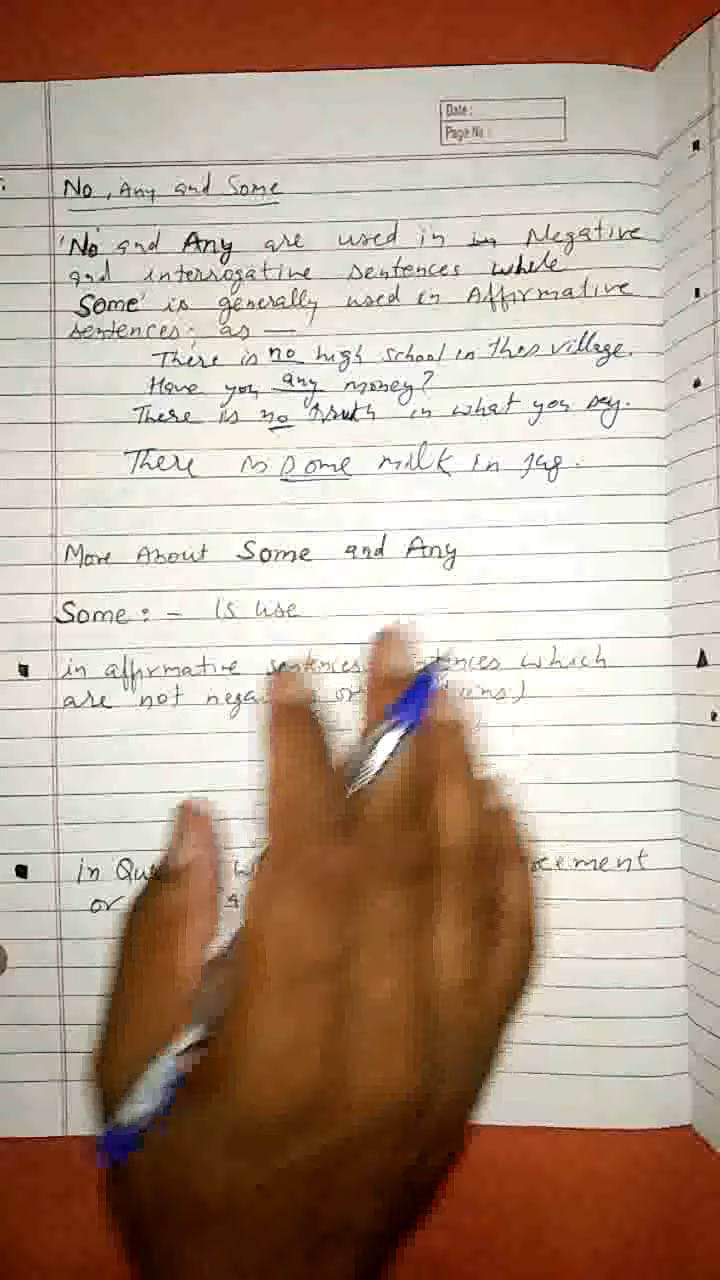 Date :
Page No :
No, Any and Some
'No and Any are used in in Negative
and interrogative sentences while
Some' is generally used in Affirmative
sentences: as —
There is no high school in this village.
Have you any money?
There is no truth in what you say.
There is some milk in jug.
More About Some and Any
Some : - is use
in affirmative sentences which
are not or
in
or